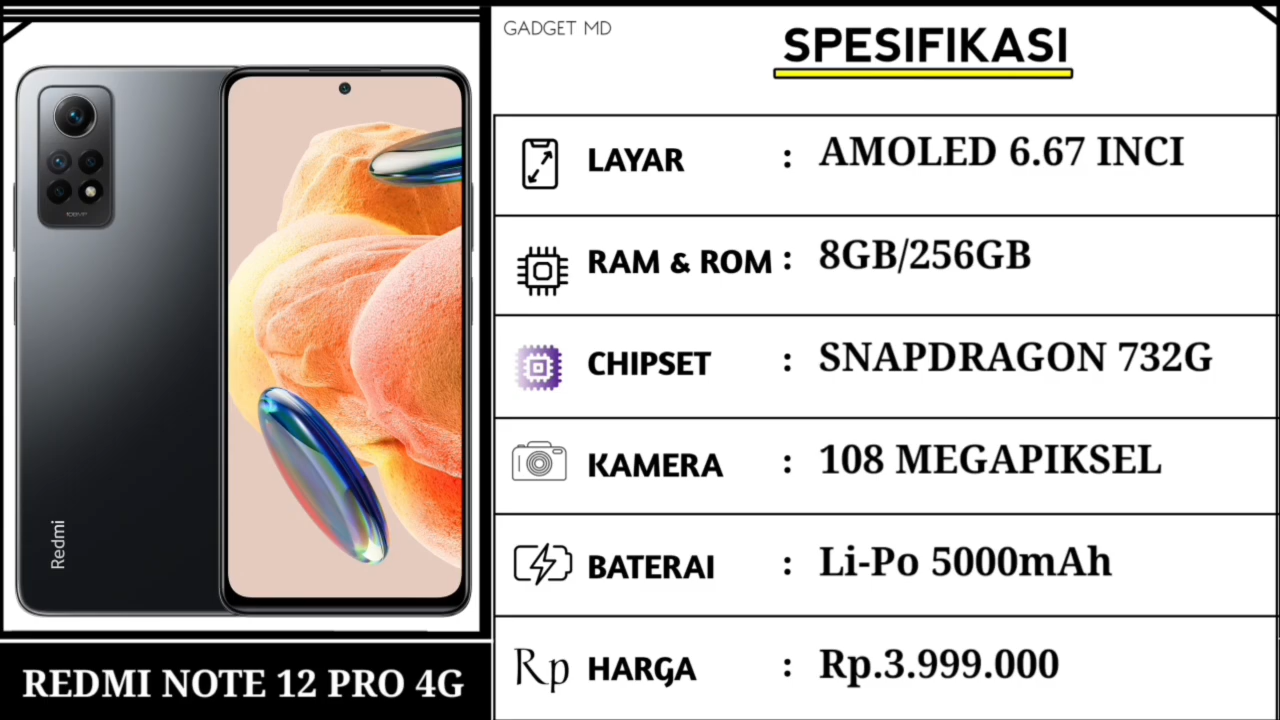 GADGET MD
SPESIFIKASI
LAYAR : AMOLED 6.67 INCI
RAM & ROM : 8GB/256GB
CHIPSET : SNAPDRAGON 732G
KAMERA : 108 MEGAPIKSEL
BATERAI : Li-Po 5000mAh
Rp HARGA : Rp.3.999.000
108MP
Redmi
REDMI NOTE 12 PRO 4G